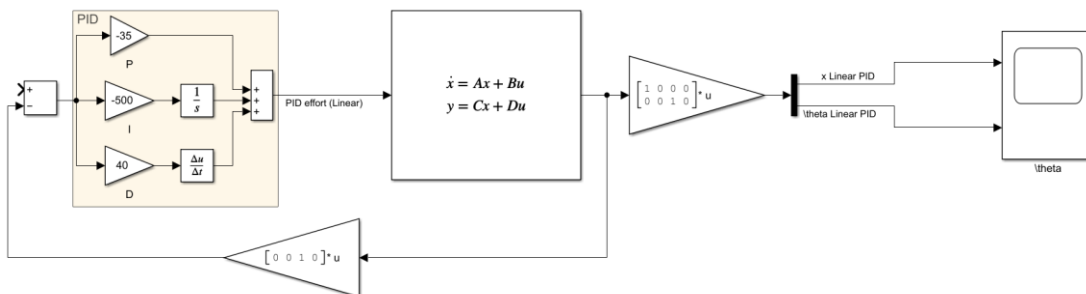 PID
-35
P
+
−
-500
I
1
s
+
+
+
PID effort (Linear)
40
D
Δu
Δt
ẋ = Ax + Bu
y = Cx + Du
[1 0 0 0
0 0 1 0]* u
x Linear PID
\theta Linear PID
\theta
[0 0 1 0]* u